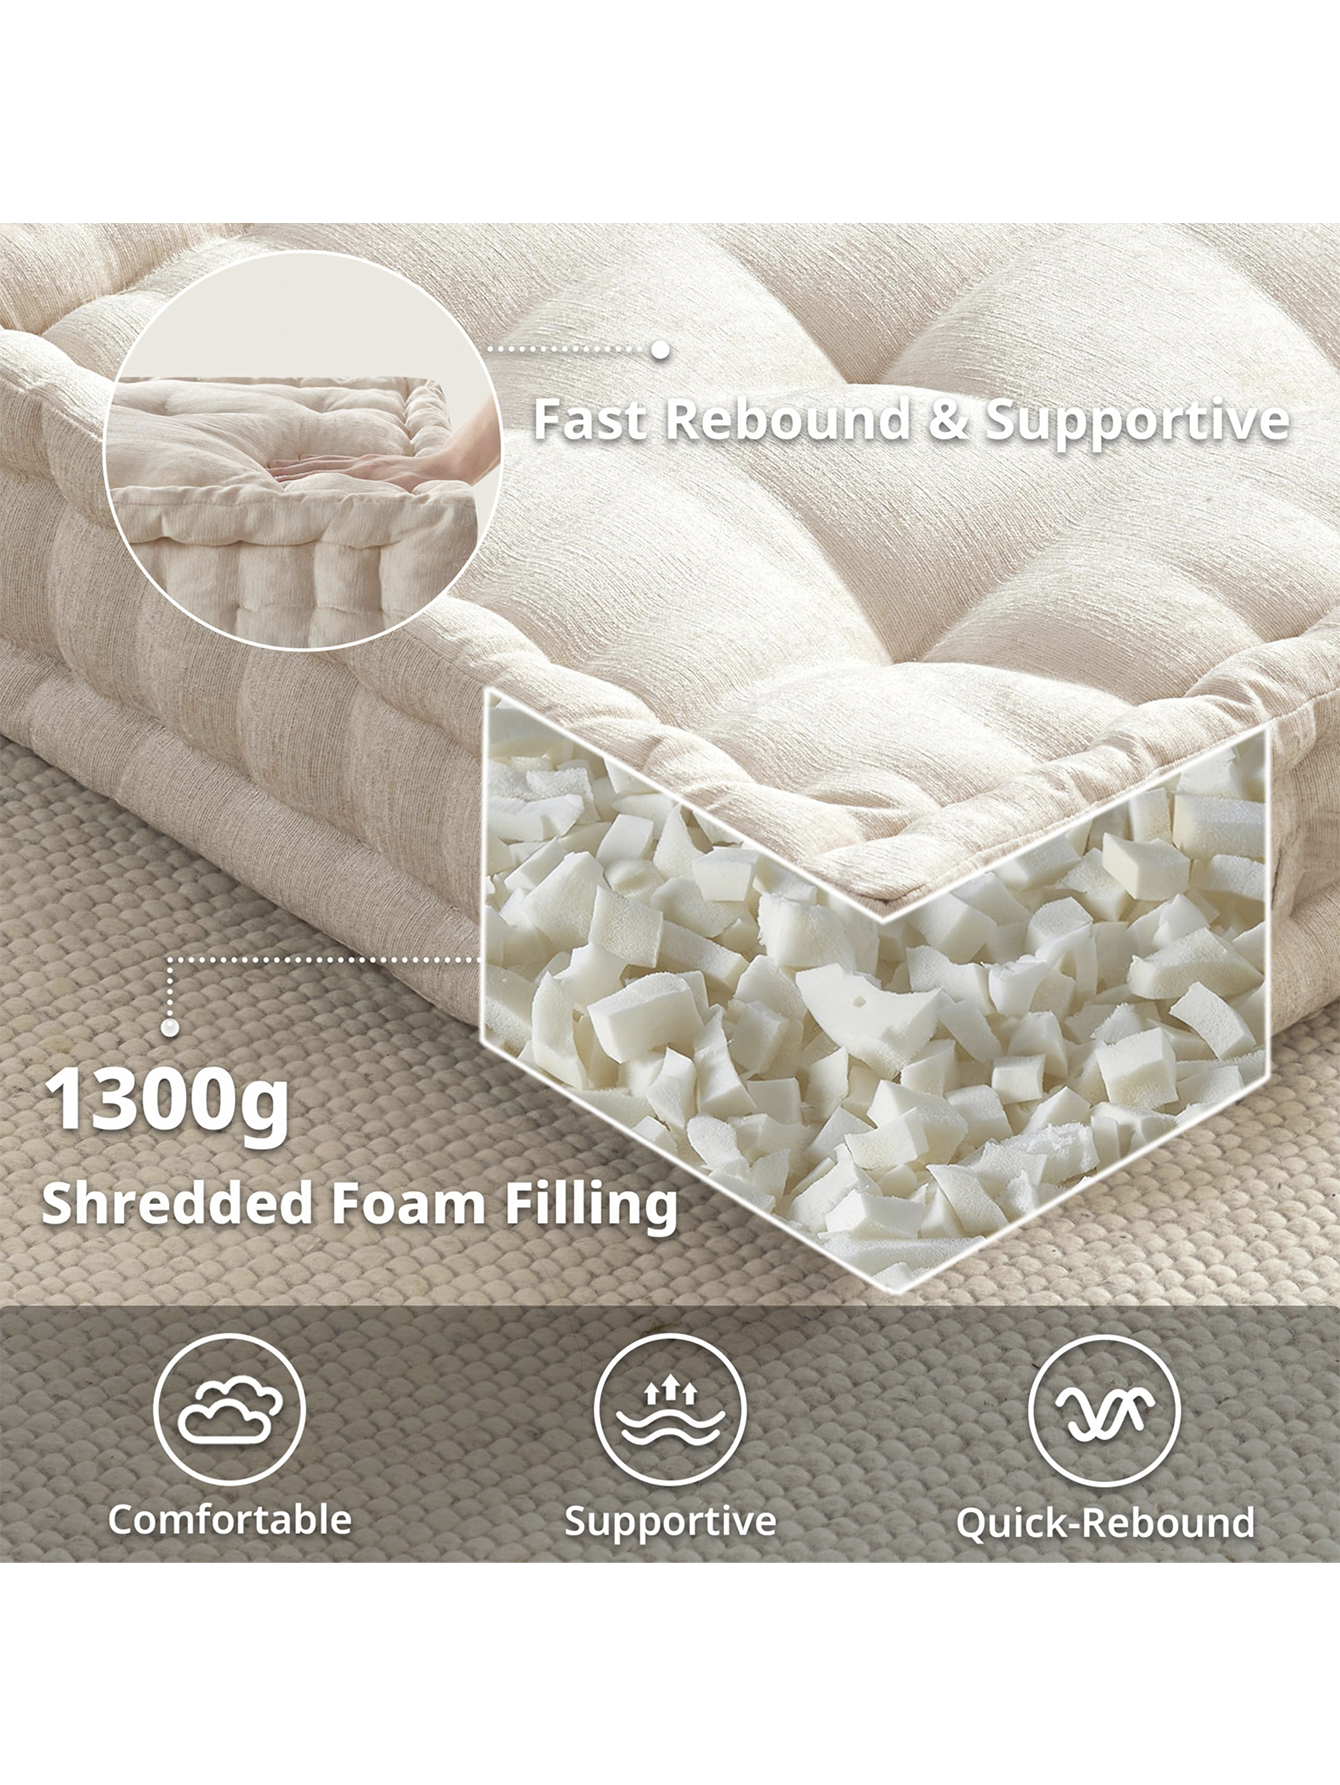 Fast Rebound & Supportive
1300g
Shredded Foam Filling
Comfortable
Supportive
Quick-Rebound